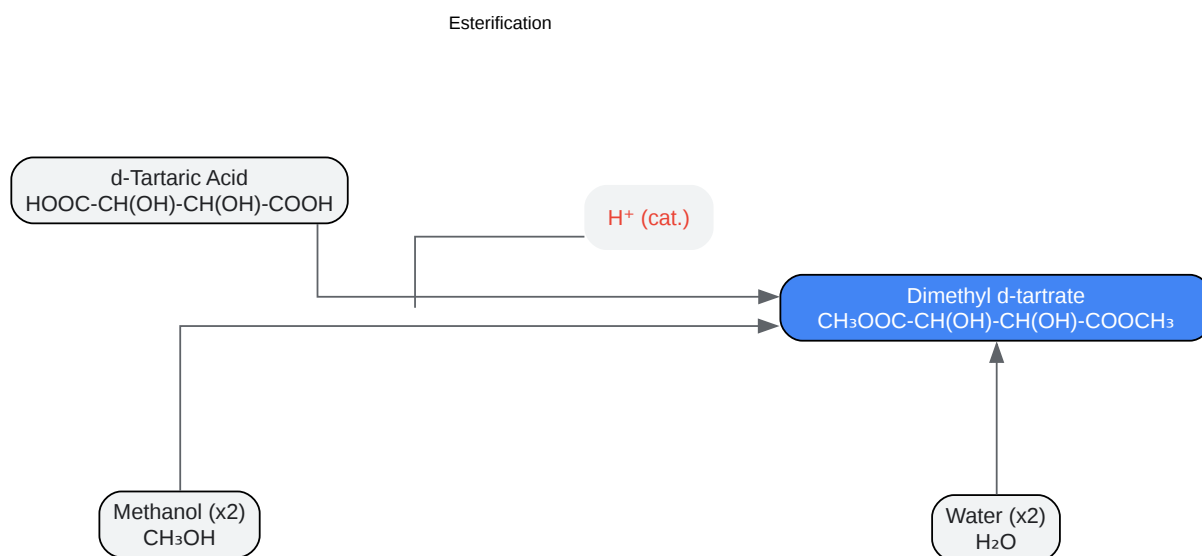 Esterification
d-Tartaric Acid
HOOC-CH(OH)-CH(OH)-COOH
H⁺ (cat.)
Dimethyl d-tartrate
CH₃OOC-CH(OH)-CH(OH)-COOCH₃
Methanol (x2)
CH₃OH
Water (x2)
H₂O